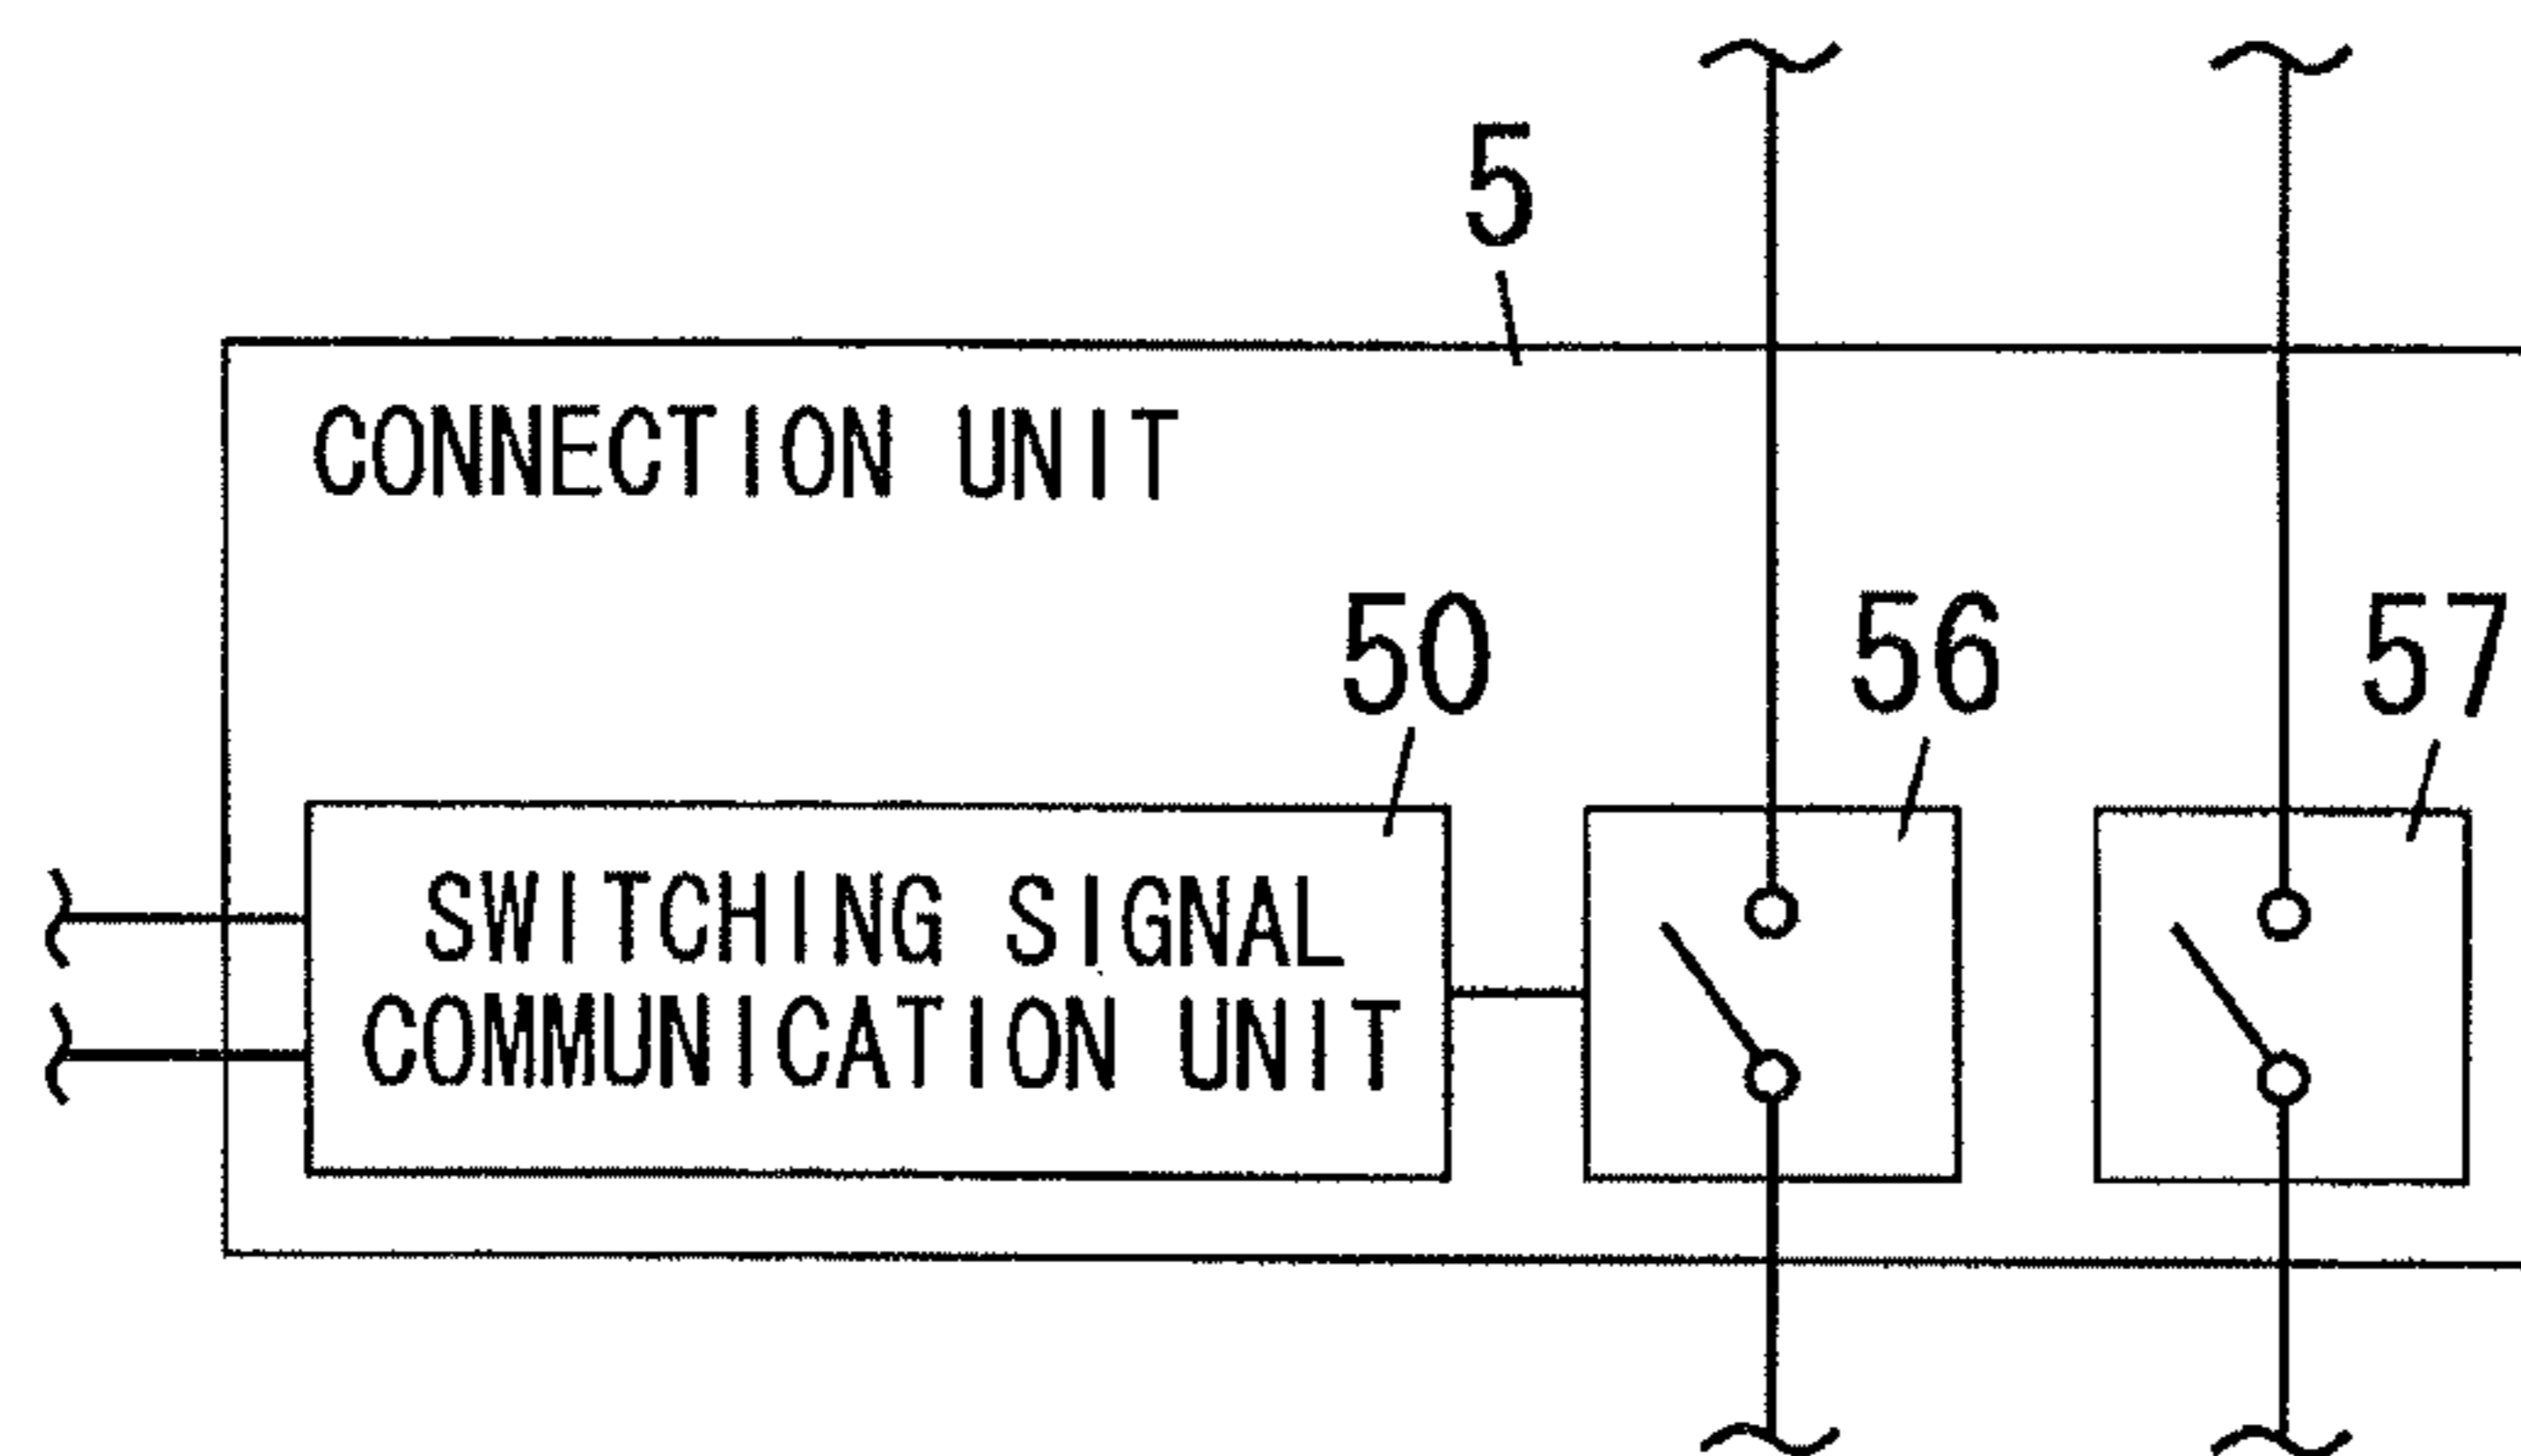 5
CONNECTION UNIT
50
56
57
SWITCHING SIGNAL
COMMUNICATION UNIT